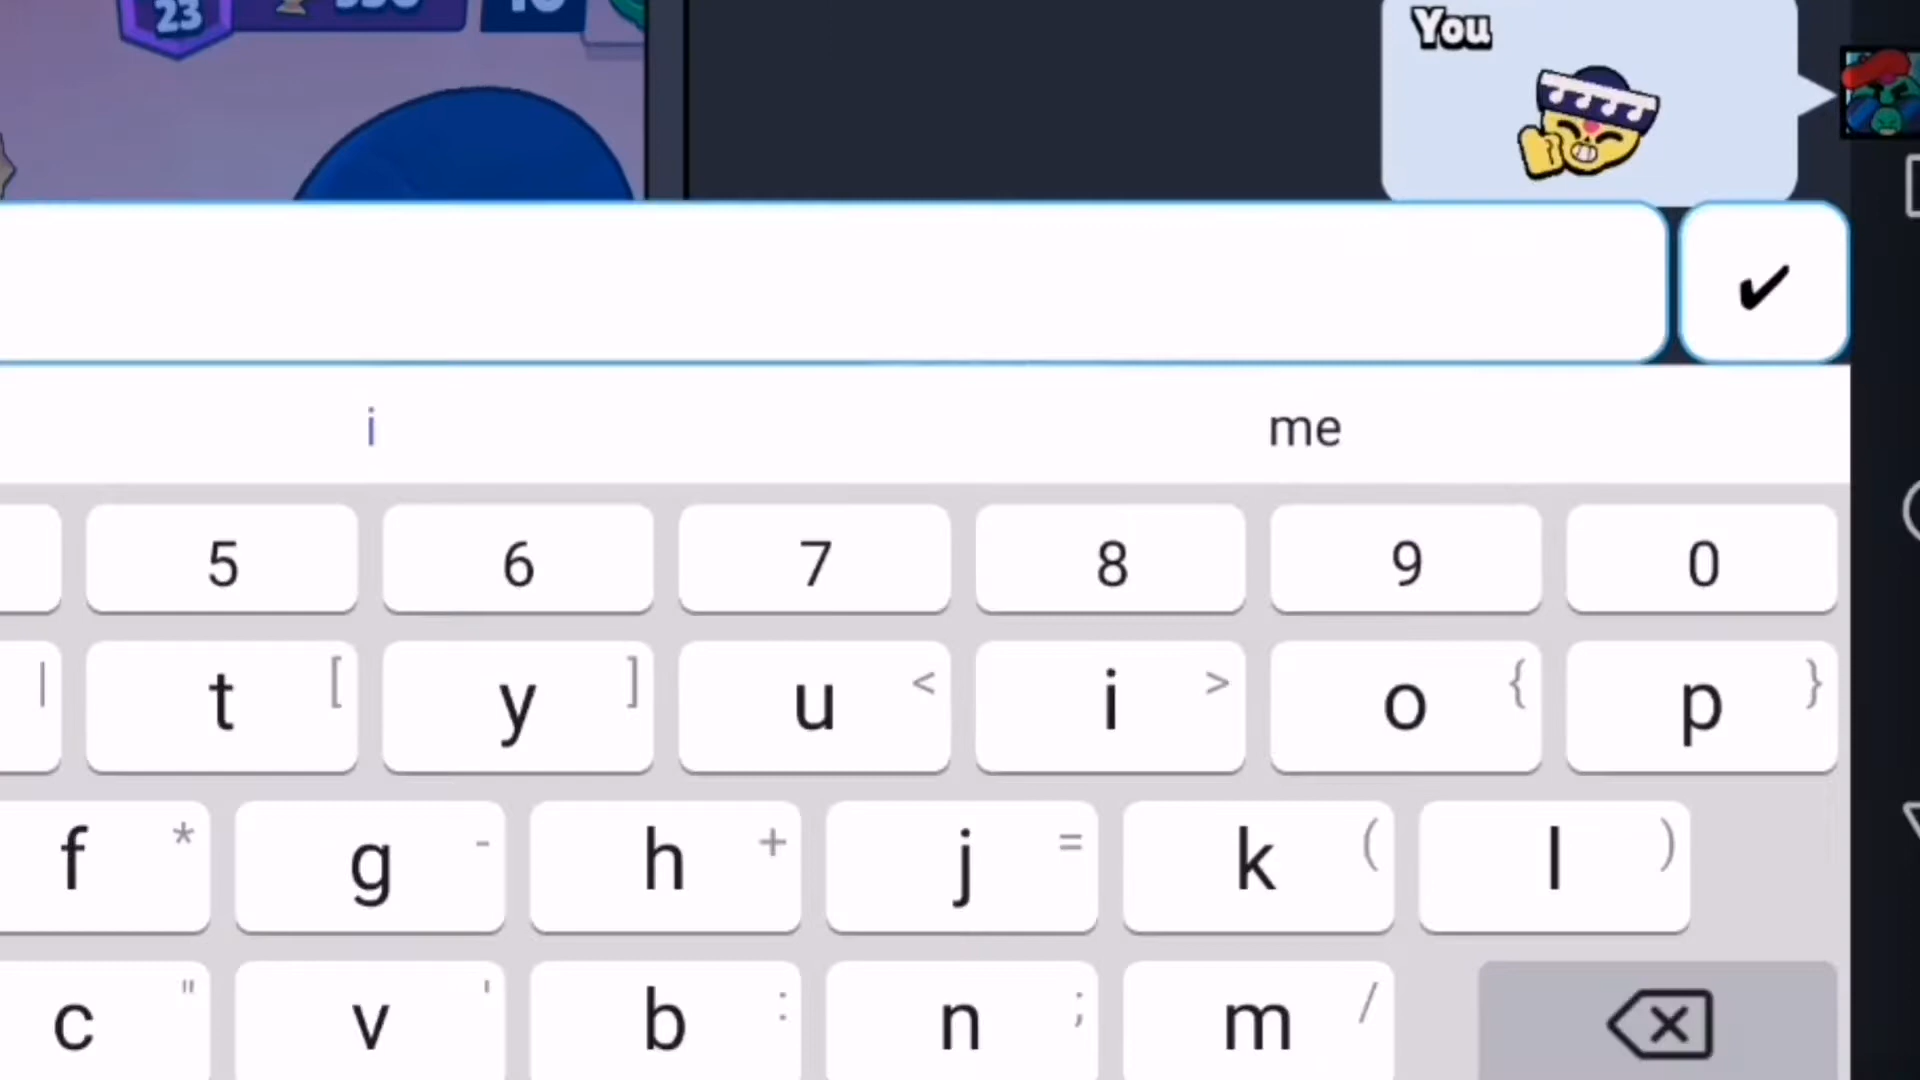 23
You
✔
i me
5 6 7 8 9 0
| t [ y ] u < i > o { p }
f * g - h + j = k ( l )
c " v ' b : n ; m /